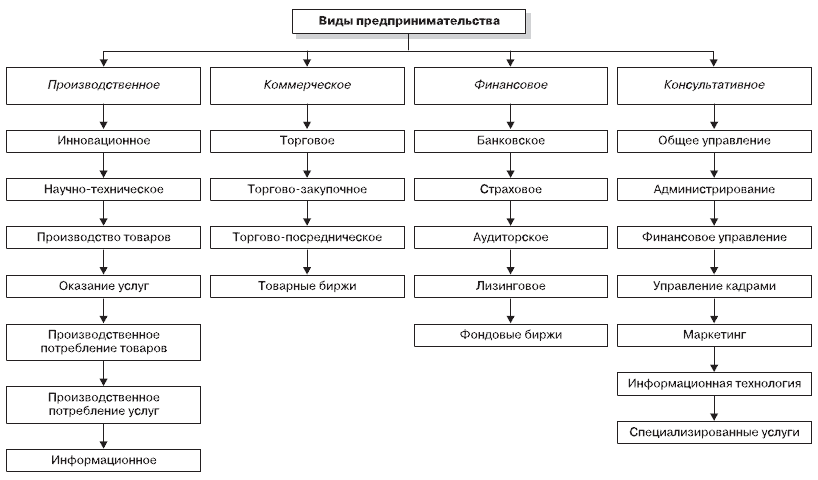 Виды предпринимательства
Производственное
Коммерческое
Финансовое
Консультативное
Инновационное
Торговое
Банковское
Общее управление
Научно-техническое
Торгово-закупочное
Страховое
Администрирование
Производство товаров
Торгово-посредническое
Аудиторское
Финансовое управление
Оказание услуг
Товарные биржи
Лизинговое
Управление кадрами
Производственное
потребление товаров
Фондовые биржи
Маркетинг
Производственное
потребление услуг
Информационная технология
Специализированные услуги
Информационное